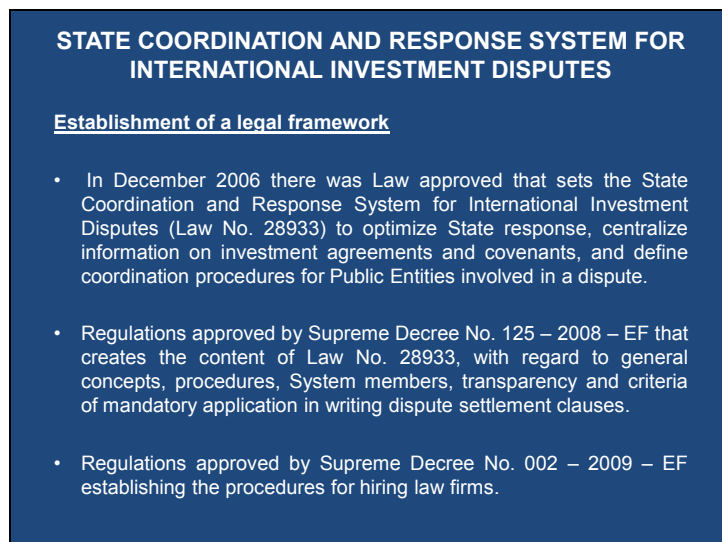 STATE COORDINATION AND RESPONSE SYSTEM FOR
INTERNATIONAL INVESTMENT DISPUTES
Establishment of a legal framework
• In December 2006 there was Law approved that sets the State
Coordination and Response System for International Investment
Disputes (Law No. 28933) to optimize State response, centralize
information on investment agreements and covenants, and define
coordination procedures for Public Entities involved in a dispute.
• Regulations approved by Supreme Decree No. 125 – 2008 – EF that
creates the content of Law No. 28933, with regard to general
concepts, procedures, System members, transparency and criteria
of mandatory application in writing dispute settlement clauses.
• Regulations approved by Supreme Decree No. 002 – 2009 – EF
establishing the procedures for hiring law firms.